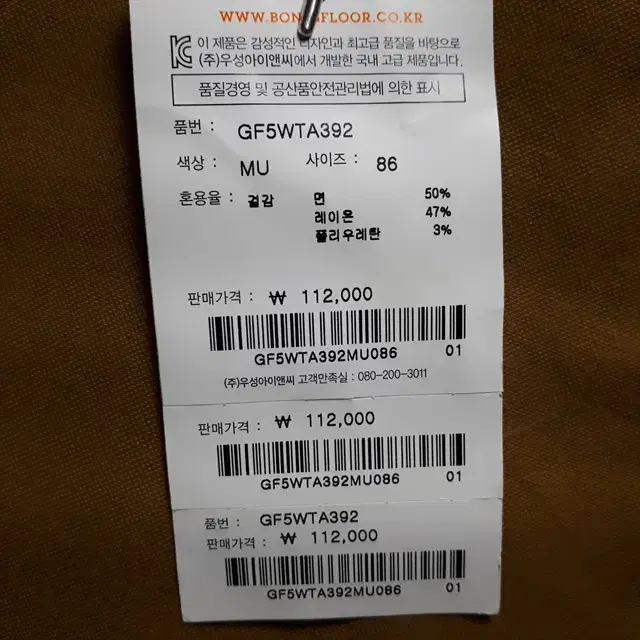 WWW.BON FLOOR.CO.KR
이 제품은 감성적인 디자인과 최고급 품질을 바탕으로
(주)우성아이앤씨에서 개발한 국내 고급 제품입니다.
품질경영 및 공산품안전관리법에 의한 표시
품번 : GF5WTA392
색상 : MU 사이즈 : 86
혼용율 : 겉감 면 50%
레이온 47%
폴리우레탄 3%
판매가격 : ₩ 112,000
GF5WTA392MU086 01
(주)우성아이앤씨 고객만족실 : 080-200-3011
판매가격 : ₩ 112,000
GF5WTA392MU086 01
품번 : GF5WTA392
판매가격 : ₩ 112,000
GF5WTA392MU086 01